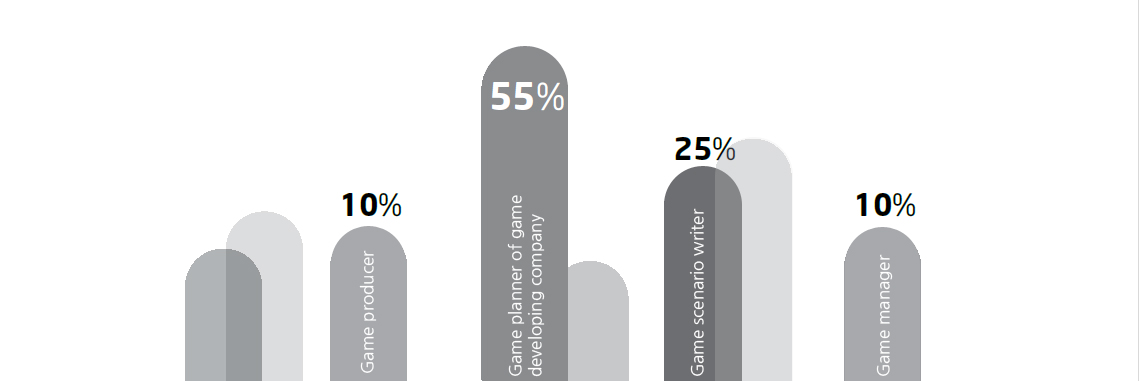 10%
Game producer
55%
Game planner of game
developing company
25%
Game scenario writer
10%
Game manager